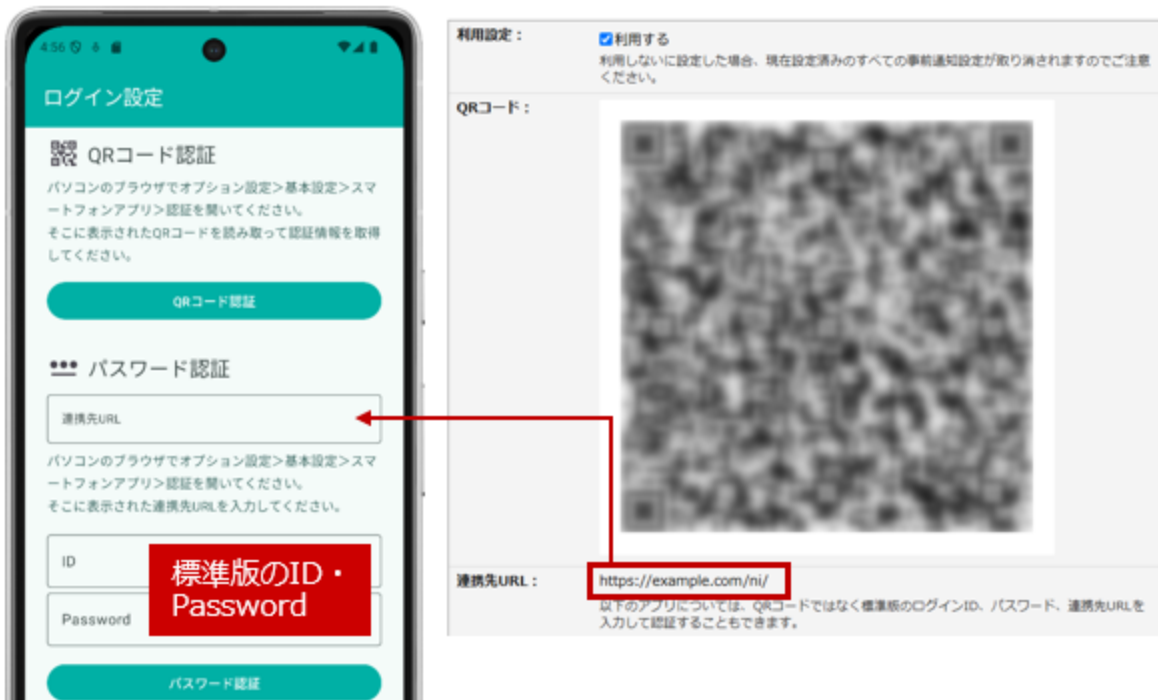 4:56
ログイン設定
QRコード認証
パソコンのブラウザでオプション設定＞基本設定＞スマ
ートフォンアプリ＞認証を開いてください。
そこに表示されたQRコードを読み取って認証情報を取得
してください。
QRコード認証
パスワード認証
連携先URL
パソコンのブラウザでオプション設定＞基本設定＞スマ
ートフォンアプリ＞認証を開いてください。
そこに表示された連携先URLを入力してください。
ID
Password
標準版のID・
Password
パスワード認証
利用設定：
利用する
利用しないに設定した場合、現在設定済みのすべての事前通知設定が取り消されますのでご注意
ください。
QRコード：
連携先URL：
https://example.com/ni/
以下のアプリについては、QRコードではなく標準版のログインID、パスワード、連携先URLを
入力して認証することもできます。